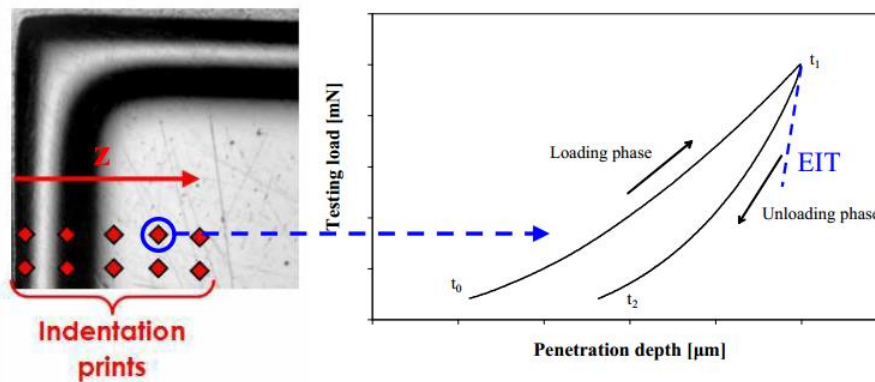 z
Indentation
prints
Testing load [mN]
t1
Loading phase
EIT
Unloading phase
t0
t2
Penetration depth [μm]